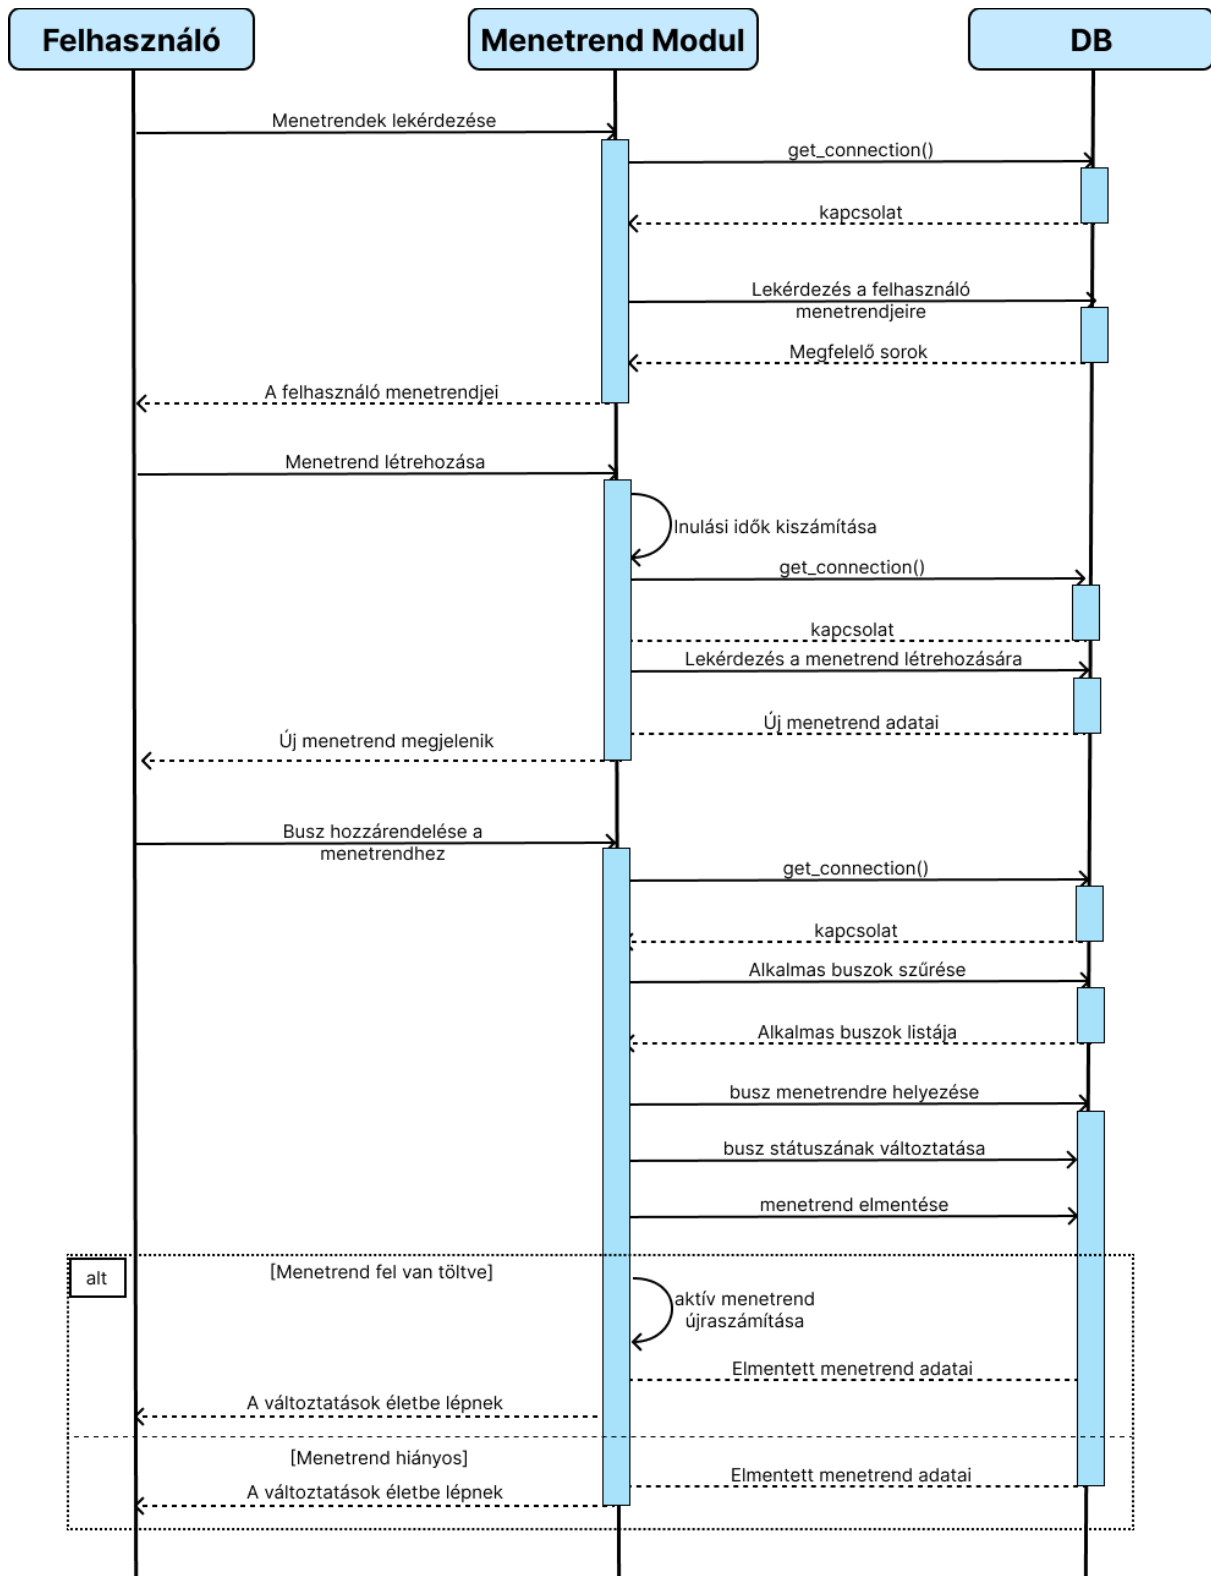 Felhasználó
Menetrend Modul
DB
Menetrendek lekérdezése
get_connection()
kapcsolat
Lekérdezés a felhasználó
menetrendjeire
Megfelelő sorok
A felhasználó menetrendjei
Menetrend létrehozása
Inulási idők kiszámítása
get_connection()
kapcsolat
Lekérdezés a menetrend létrehozására
Új menetrend adatai
Új menetrend megjelenik
Busz hozzárendelése a
menetrendhez
get_connection()
kapcsolat
Alkalmas buszok szűrése
Alkalmas buszok listája
busz menetrendre helyezése
busz státuszának változtatása
menetrend elmentése
alt
[Menetrend fel van töltve]
aktív menetrend
újraszámítása
Elmentett menetrend adatai
A változtatások életbe lépnek
[Menetrend hiányos]
Elmentett menetrend adatai
A változtatások életbe lépnek